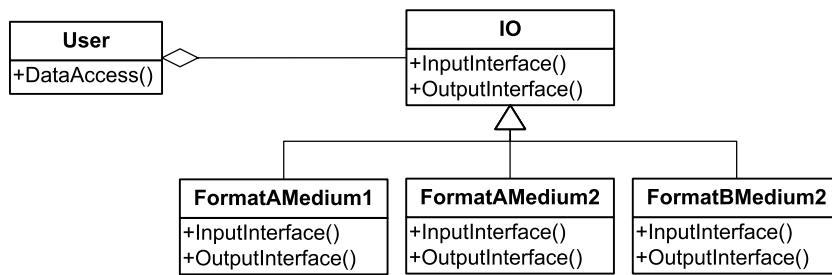 User
+DataAccess()
IO
+InputInterface()
+OutputInterface()
FormatAMedium1
+InputInterface()
+OutputInterface()
FormatAMedium2
+InputInterface()
+OutputInterface()
FormatBMedium2
+InputInterface()
+OutputInterface()